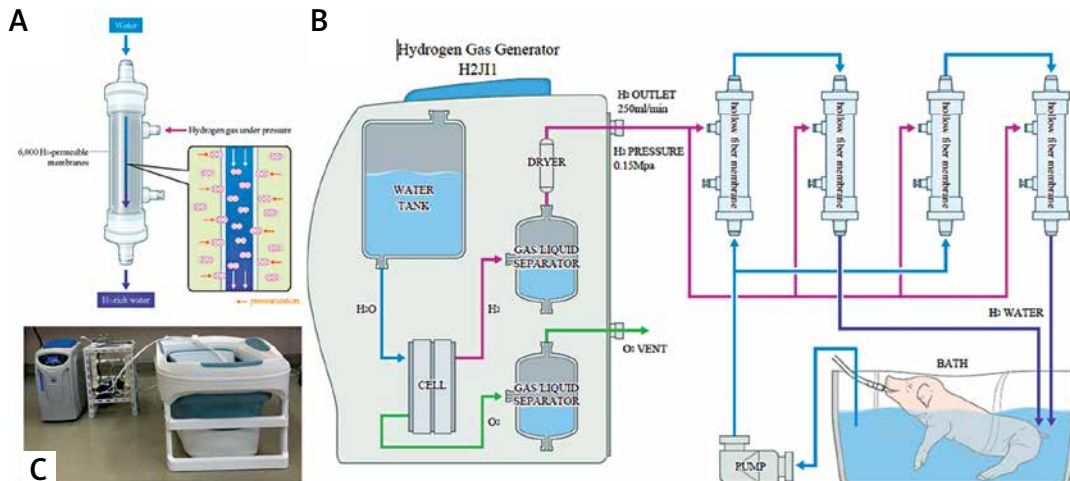 A
Water
Hydrogen gas under pressure
6,000 H2-permeable
membranes
H2-rich water
pressurization
B
Hydrogen Gas Generator
H2JI1
WATER
TANK
DRYER
GAS/LIQUID
SEPARATOR
H2O
H2
CELL
O2
GAS/LIQUID
SEPARATOR
H2 OUTLET
250ml/min
H2 PRESSURE
0.15Mpa
O2 VENT
hollow fiber membrane
hollow fiber membrane
hollow fiber membrane
hollow fiber membrane
H2 WATER
BATH
PUMP
C